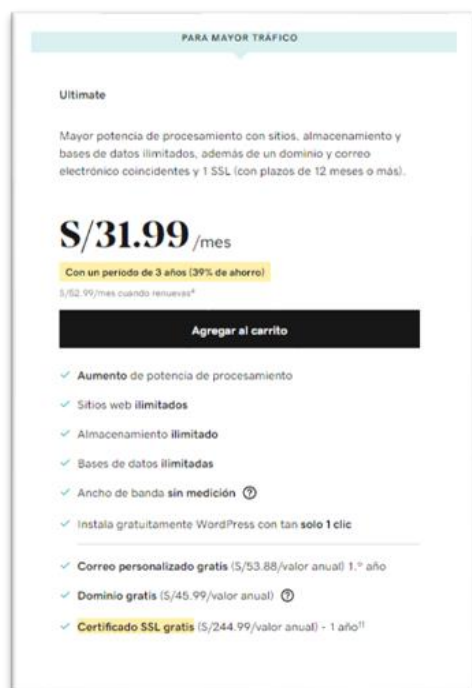 PARA MAYOR TRÁFICO
Ultimate
Mayor potencia de procesamiento con sitios, almacenamiento y
bases de datos ilimitados, además de un dominio y correo
electrónico coincidentes y 1 SSL (con plazos de 12 meses o más).
S/31.99 /mes
Con un periodo de 3 años (39% de ahorro)
S/52.99/mes cuando renuevas⁴
Agregar al carrito
Aumento de potencia de procesamiento
Sitios web ilimitados
Almacenamiento ilimitado
Bases de datos ilimitadas
Ancho de banda sin medición
Instala gratuitamente WordPress con tan solo 1 clic
Correo personalizado gratis (S/53.88/valor anual) 1.º año
Dominio gratis (S/45.99/valor anual)
Certificado SSL gratis (S/244.99/valor anual) - 1 año††